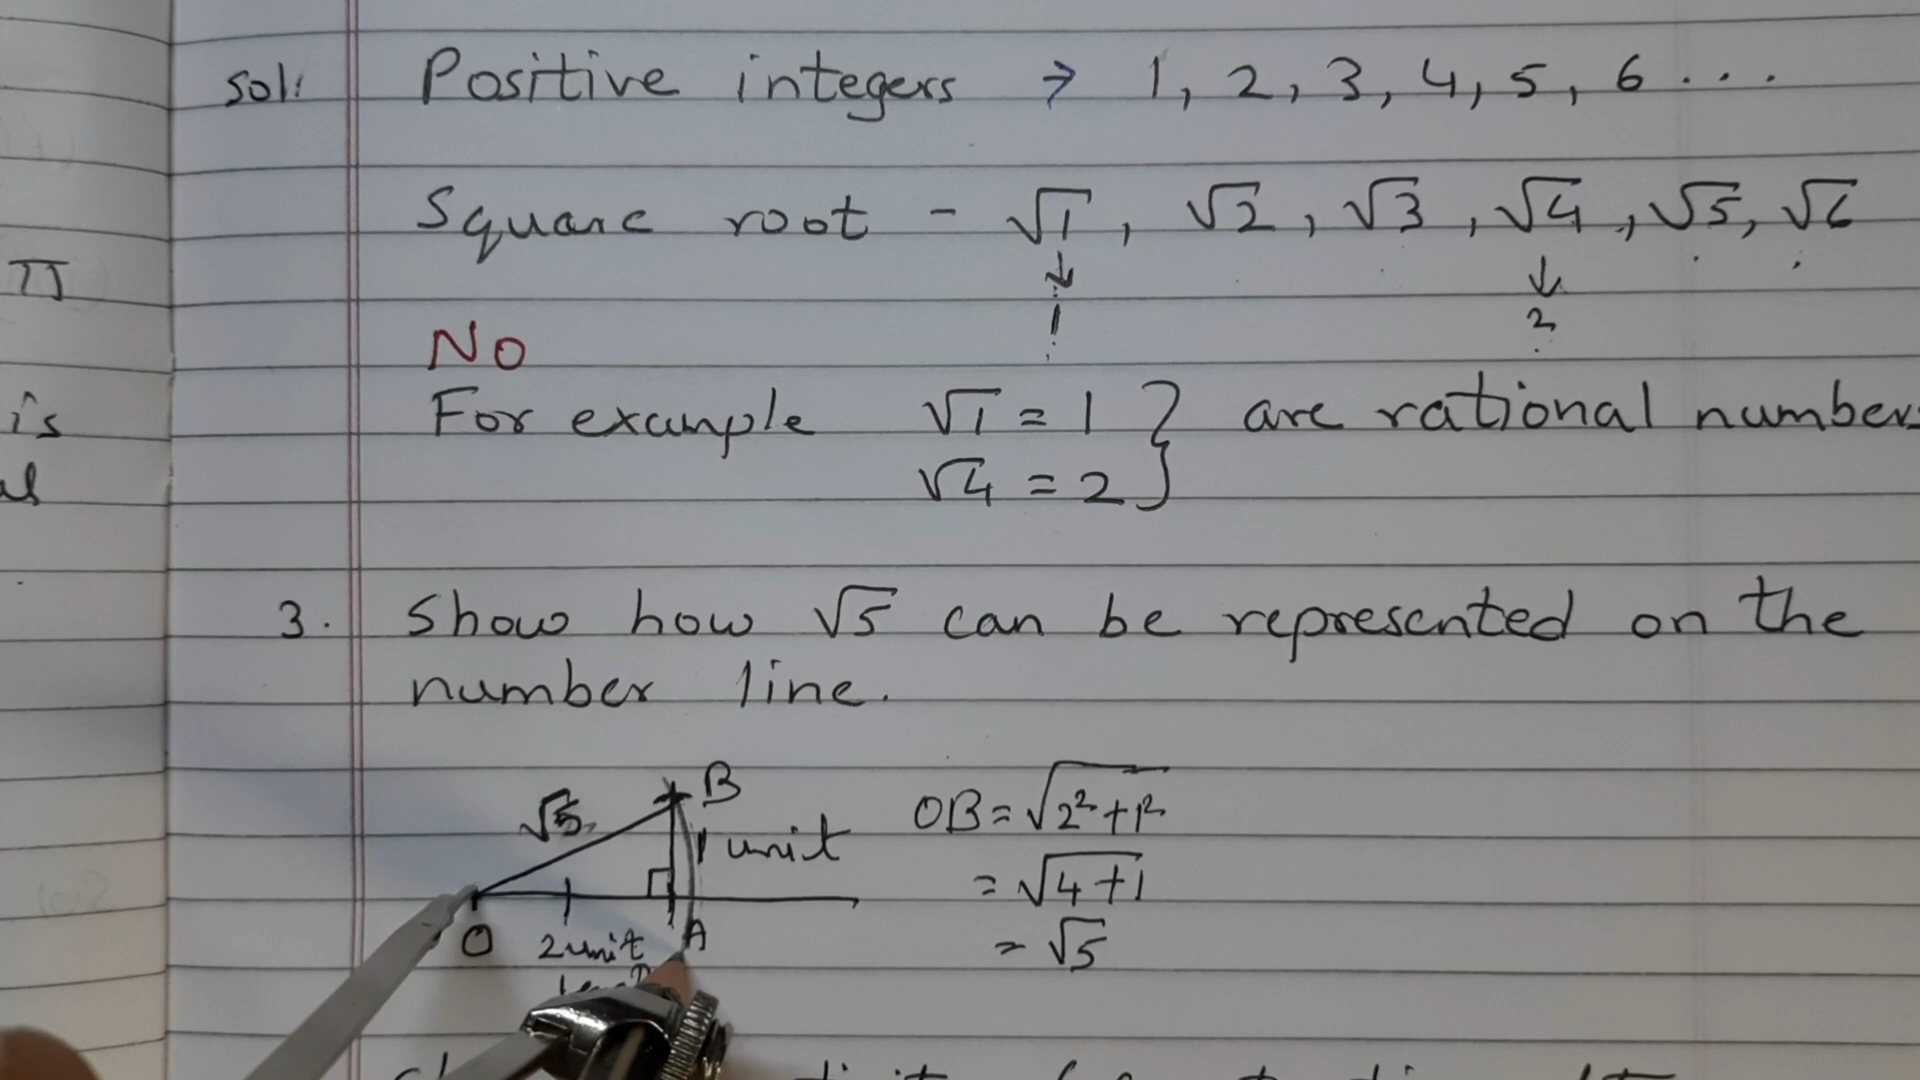 Sol: Positive integers → 1, 2, 3, 4, 5, 6 ...
Square root - √1, √2, √3, √4, √5, √6
π
↓ ↓
1 2
NO
is
For example √1 = 1 } are rational numbers
√4 = 2
3. Show how √5 can be represented on the
number line.
B
√5
1 unit
OB = √2² + 1²
= √4 + 1
= √5
O 2 unit A